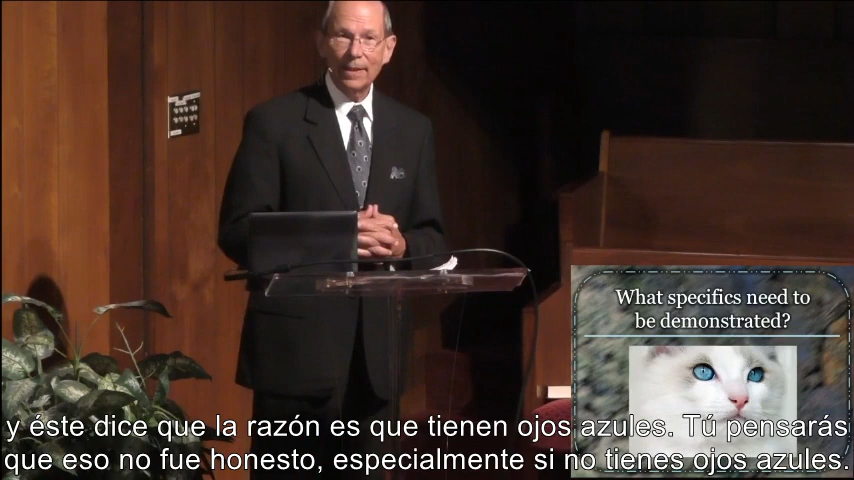 What specifics need to
be demonstrated?
y éste dice que la razón es que tienen ojos azules. Tú pensarás
que eso no fue honesto, especialmente si no tienes ojos azules.